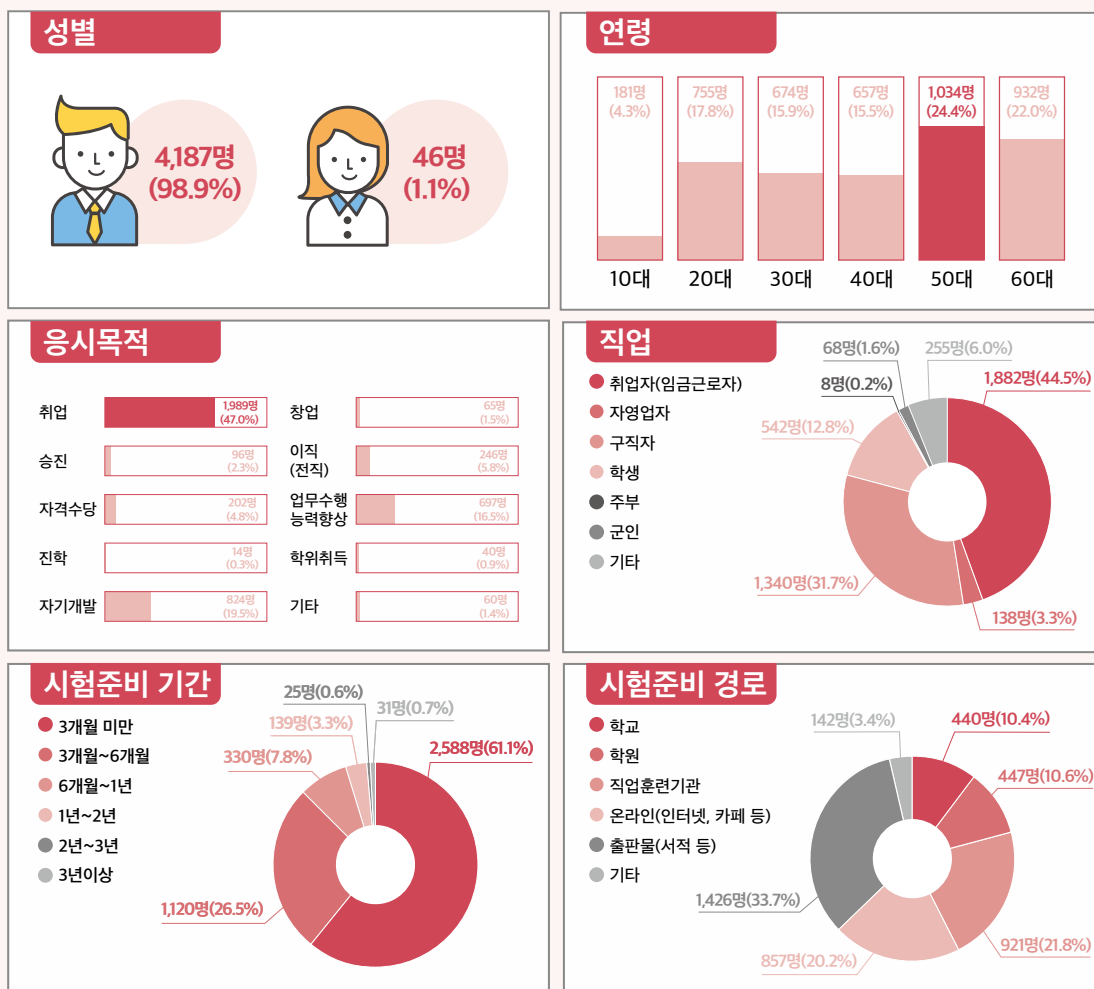 성별
4,187명
(98.9%)
46명
(1.1%)
연령
181명
(4.3%)
755명
(17.8%)
674명
(15.9%)
657명
(15.5%)
1,034명
(24.4%)
932명
(22.0%)
10대
20대
30대
40대
50대
60대
응시목적
취업
1,989명
(47.0%)
승진
96명
(2.3%)
자격수당
202명
(4.8%)
진학
14명
(0.3%)
자기개발
824명
(19.5%)
창업
65명
(1.5%)
이직
(전직)
246명
(5.8%)
업무수행
능력향상
697명
(16.5%)
학위취득
40명
(0.9%)
기타
60명
(1.4%)
직업
취업자(임금근로자)
자영업자
구직자
학생
주부
군인
기타
68명(1.6%)
255명(6.0%)
8명(0.2%)
1,882명(44.5%)
542명(12.8%)
1,340명(31.7%)
138명(3.3%)
시험준비 기간
3개월 미만
3개월~6개월
6개월~1년
1년~2년
2년~3년
3년이상
25명(0.6%)
31명(0.7%)
139명(3.3%)
2,588명(61.1%)
330명(7.8%)
1,120명(26.5%)
시험준비 경로
학교
학원
직업훈련기관
온라인(인터넷, 카페 등)
출판물(서적 등)
기타
142명(3.4%)
440명(10.4%)
447명(10.6%)
1,426명(33.7%)
921명(21.8%)
857명(20.2%)